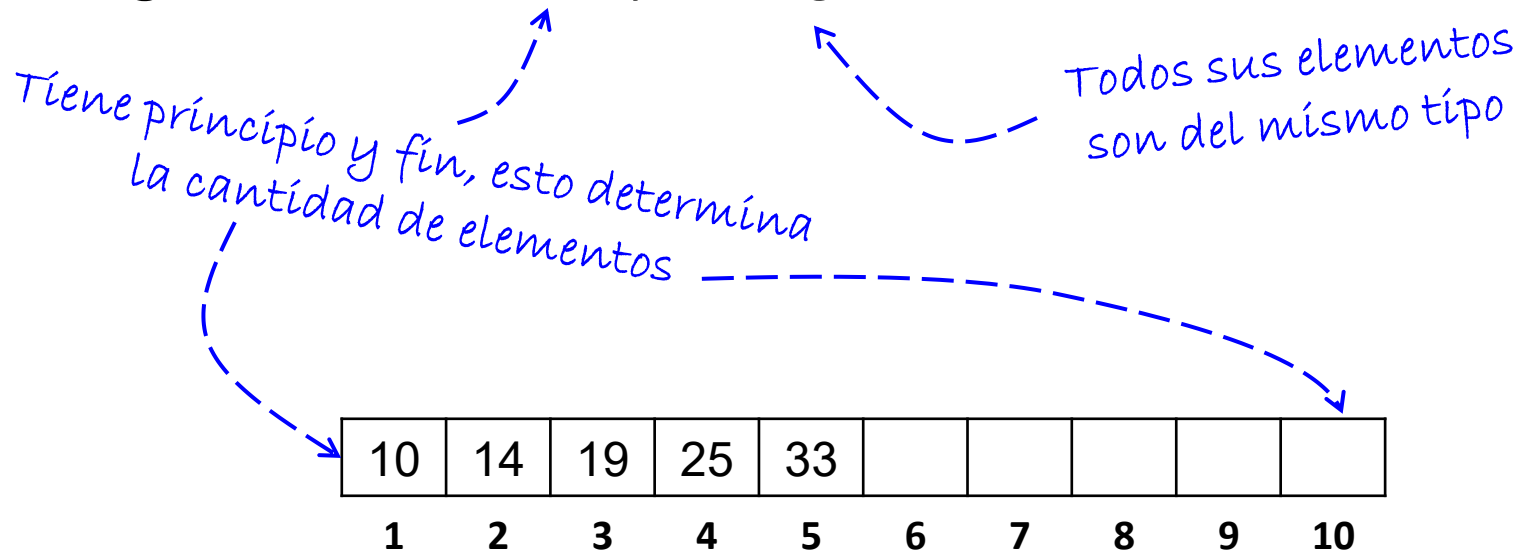 Tiene principio y fin, esto determina
la cantidad de elementos
Todos sus elementos
son del mismo tipo
10 14 19 25 33
1 2 3 4 5 6 7 8 9 10